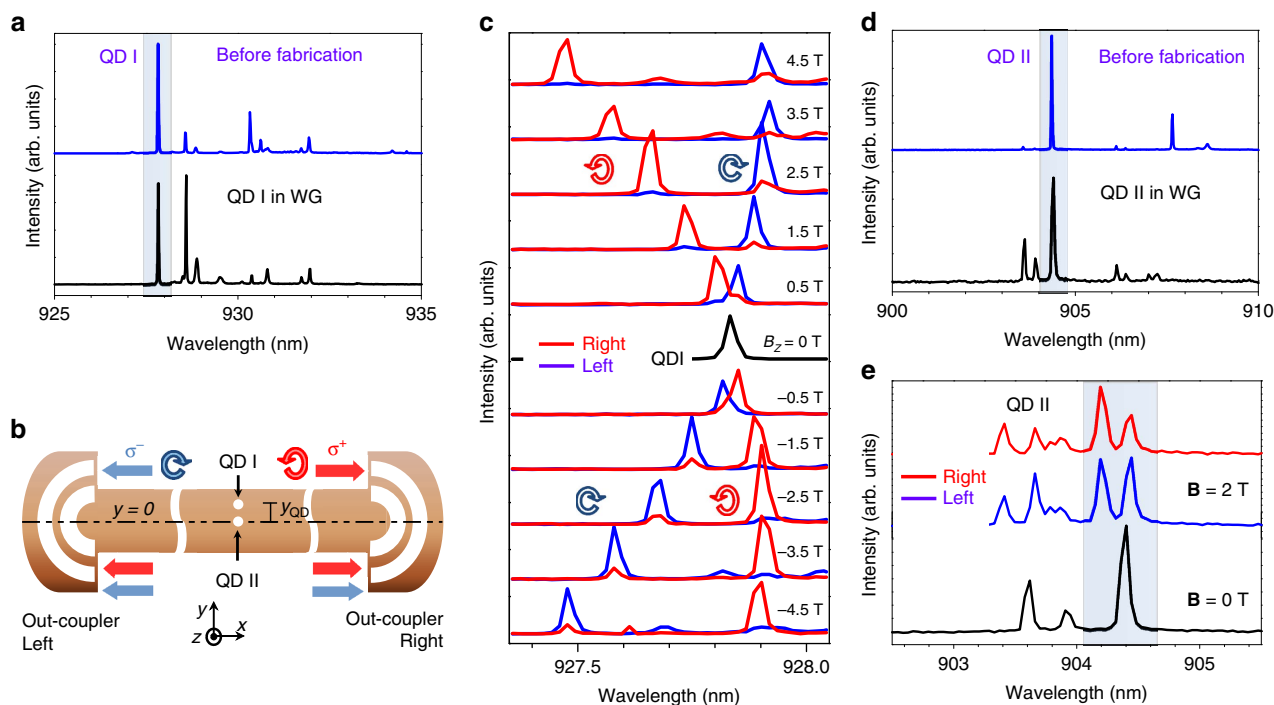 a
QD I
Before fabrication
QD I in WG
Intensity (arb. units)
925
930
935
Wavelength (nm)
b
σ−
QD I
σ+
y = 0
yQD
QD II
Out-coupler
Left
y
z
x
Out-coupler
Right
c
4.5 T
3.5 T
2.5 T
1.5 T
0.5 T
Right
Left
QDI
BZ = 0 T
–0.5 T
–1.5 T
–2.5 T
–3.5 T
–4.5 T
Intensity (arb. units)
927.5
928.0
Wavelength (nm)
d
QD II
Before fabrication
QD II in WG
Intensity (arb. units)
900
905
910
Wavelength (nm)
e
QD II
Right
Left
B = 2 T
B = 0 T
Intensity (arb. units)
903
904
905
Wavelength (nm)